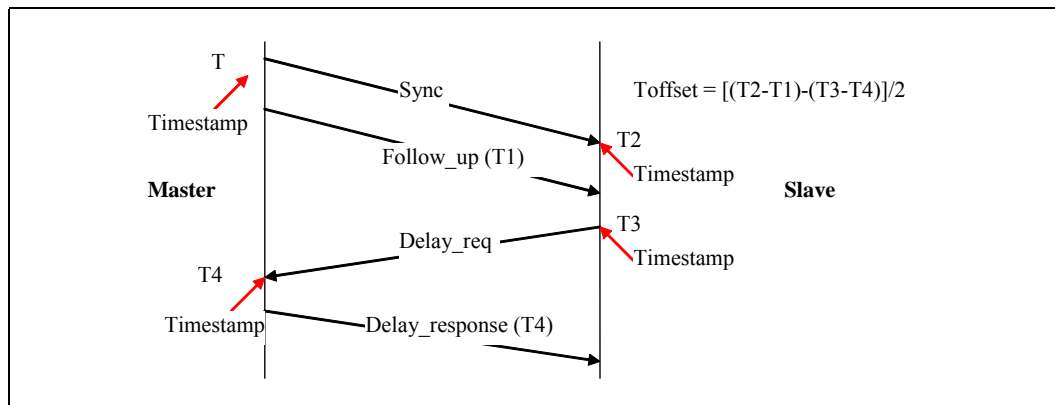 T
Sync
Toffset = [(T2-T1)-(T3-T4)]/2
Timestamp
T2
Follow_up (T1)
Timestamp
Master
Slave
T3
Delay_req
Timestamp
T4
Timestamp
Delay_response (T4)